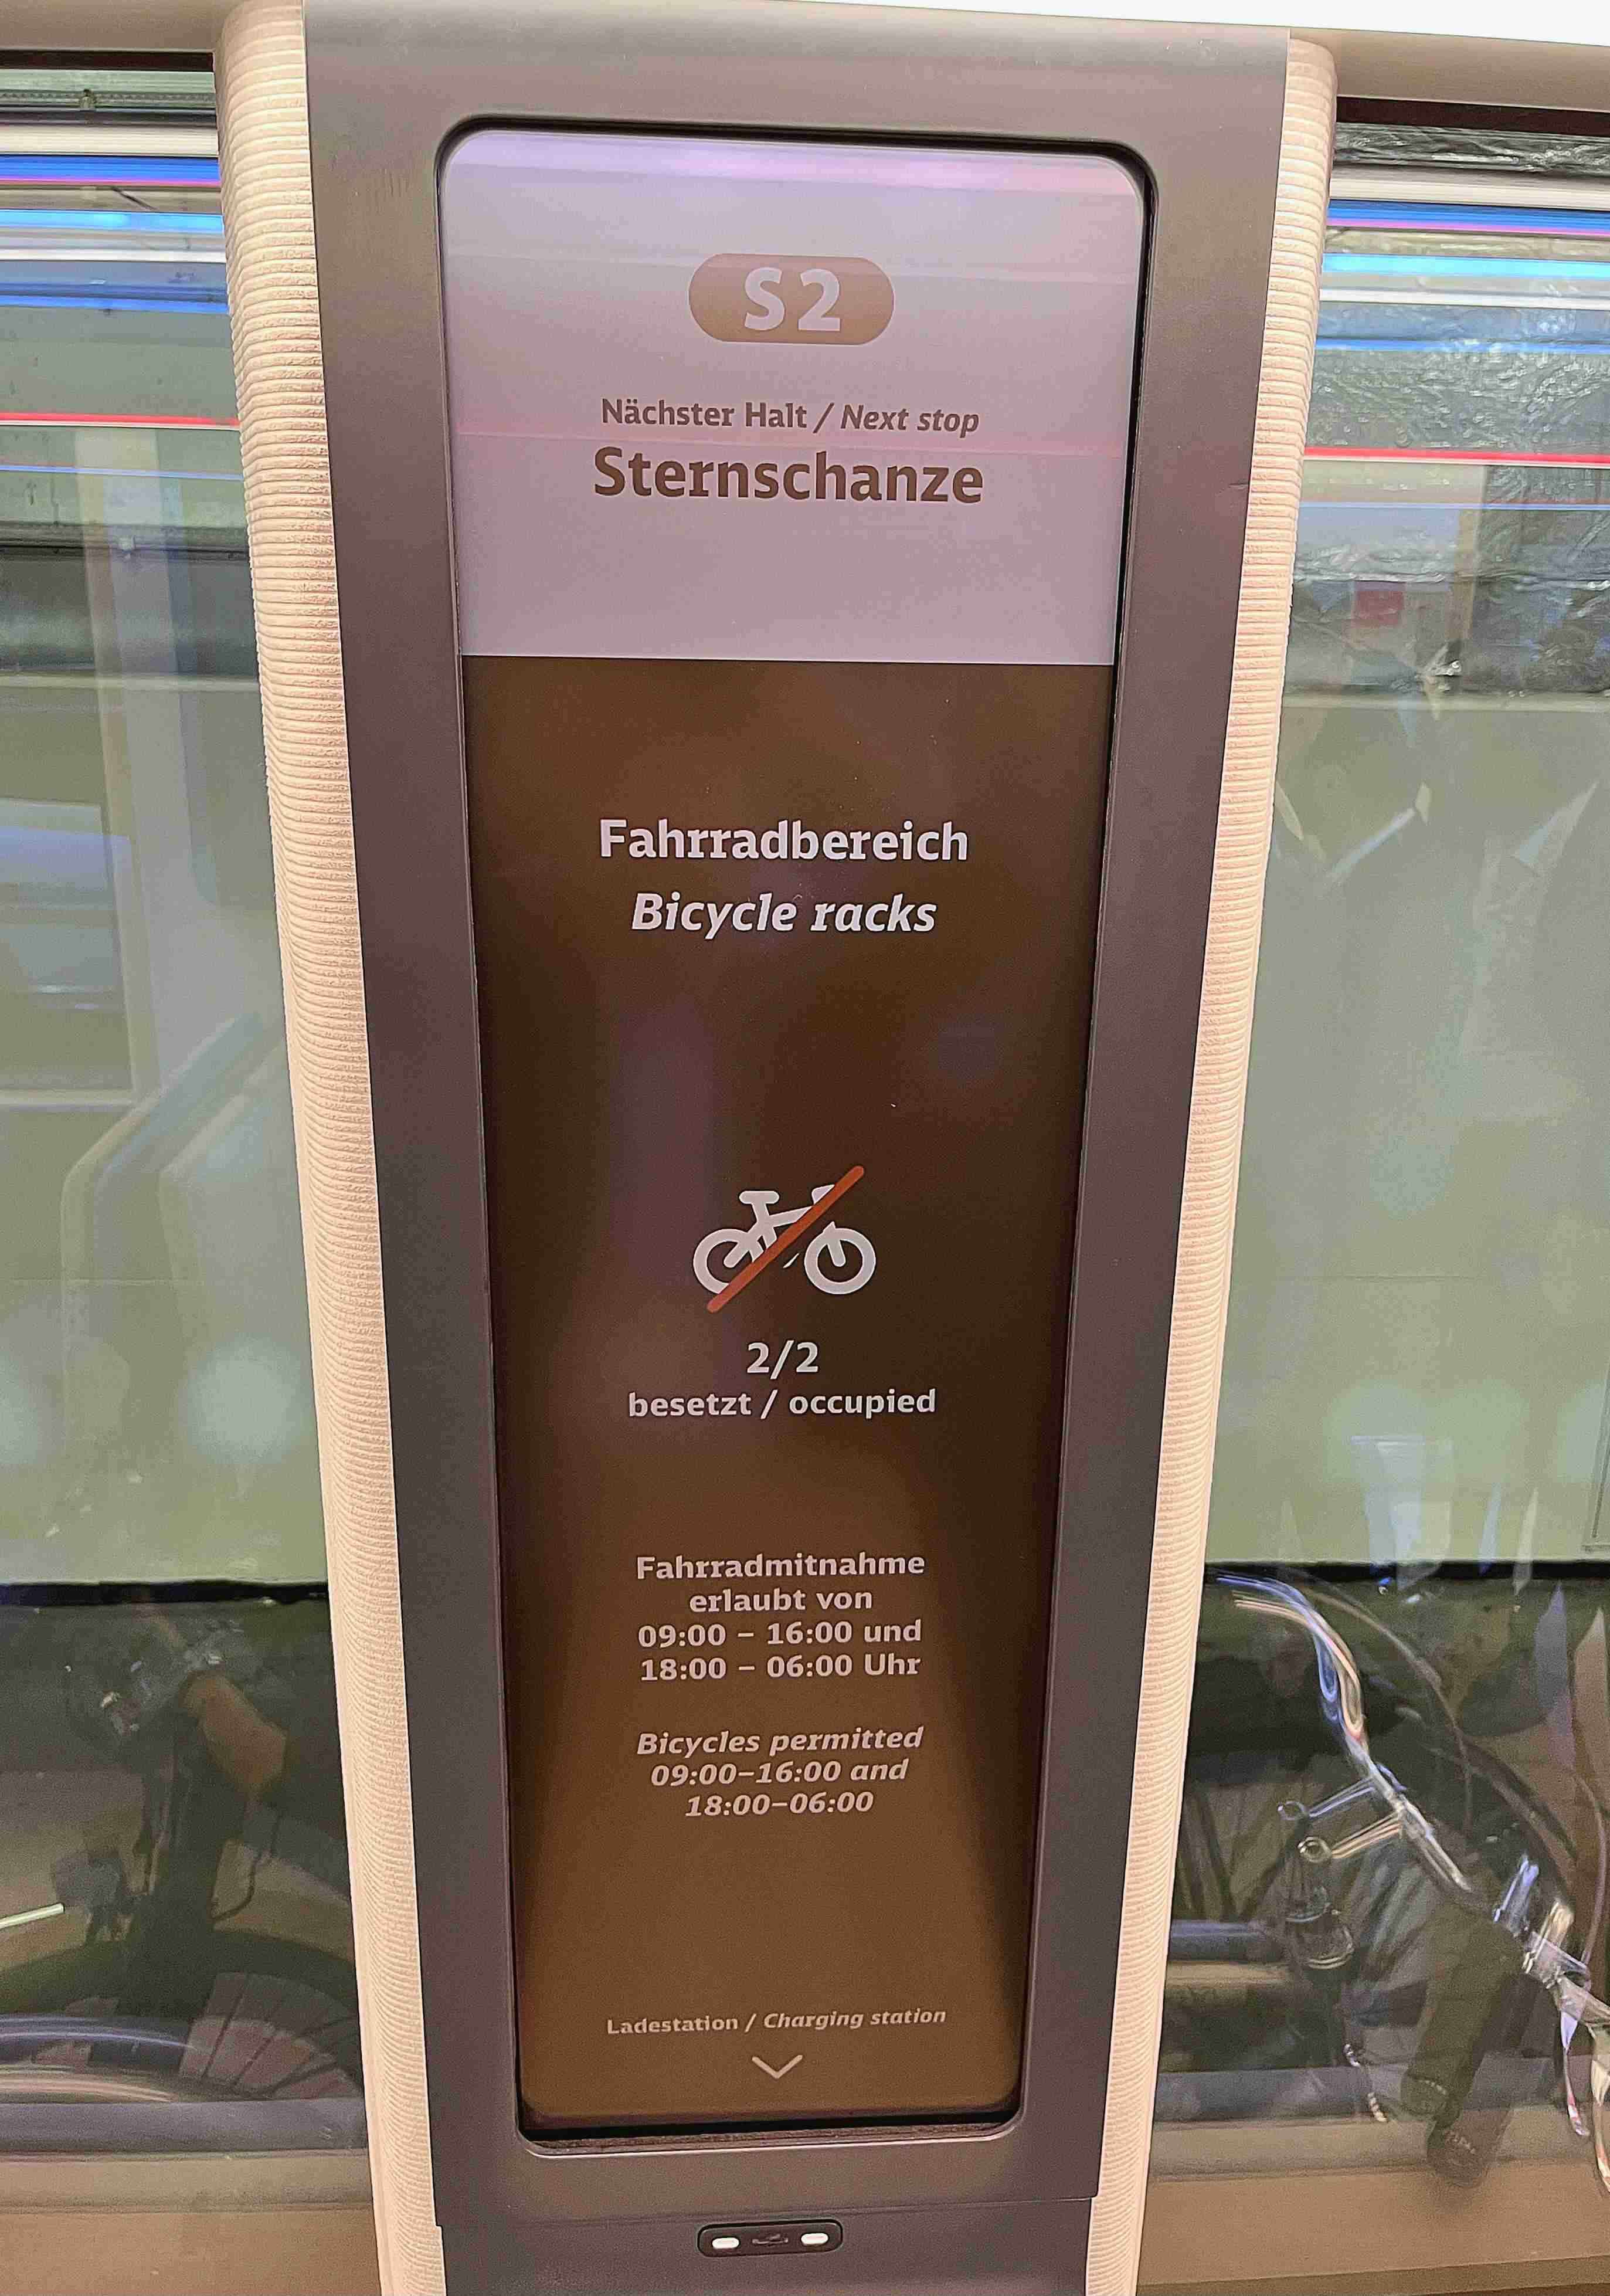 S2
Nächster Halt / Next stop
Sternschanze
Fahrradbereich
Bicycle racks
2/2
besetzt / occupied
Fahrradmitnahme
erlaubt von
09:00 – 16:00 und
18:00 – 06:00 Uhr
Bicycles permitted
09:00–16:00 and
18:00–06:00
Ladestation / Charging station